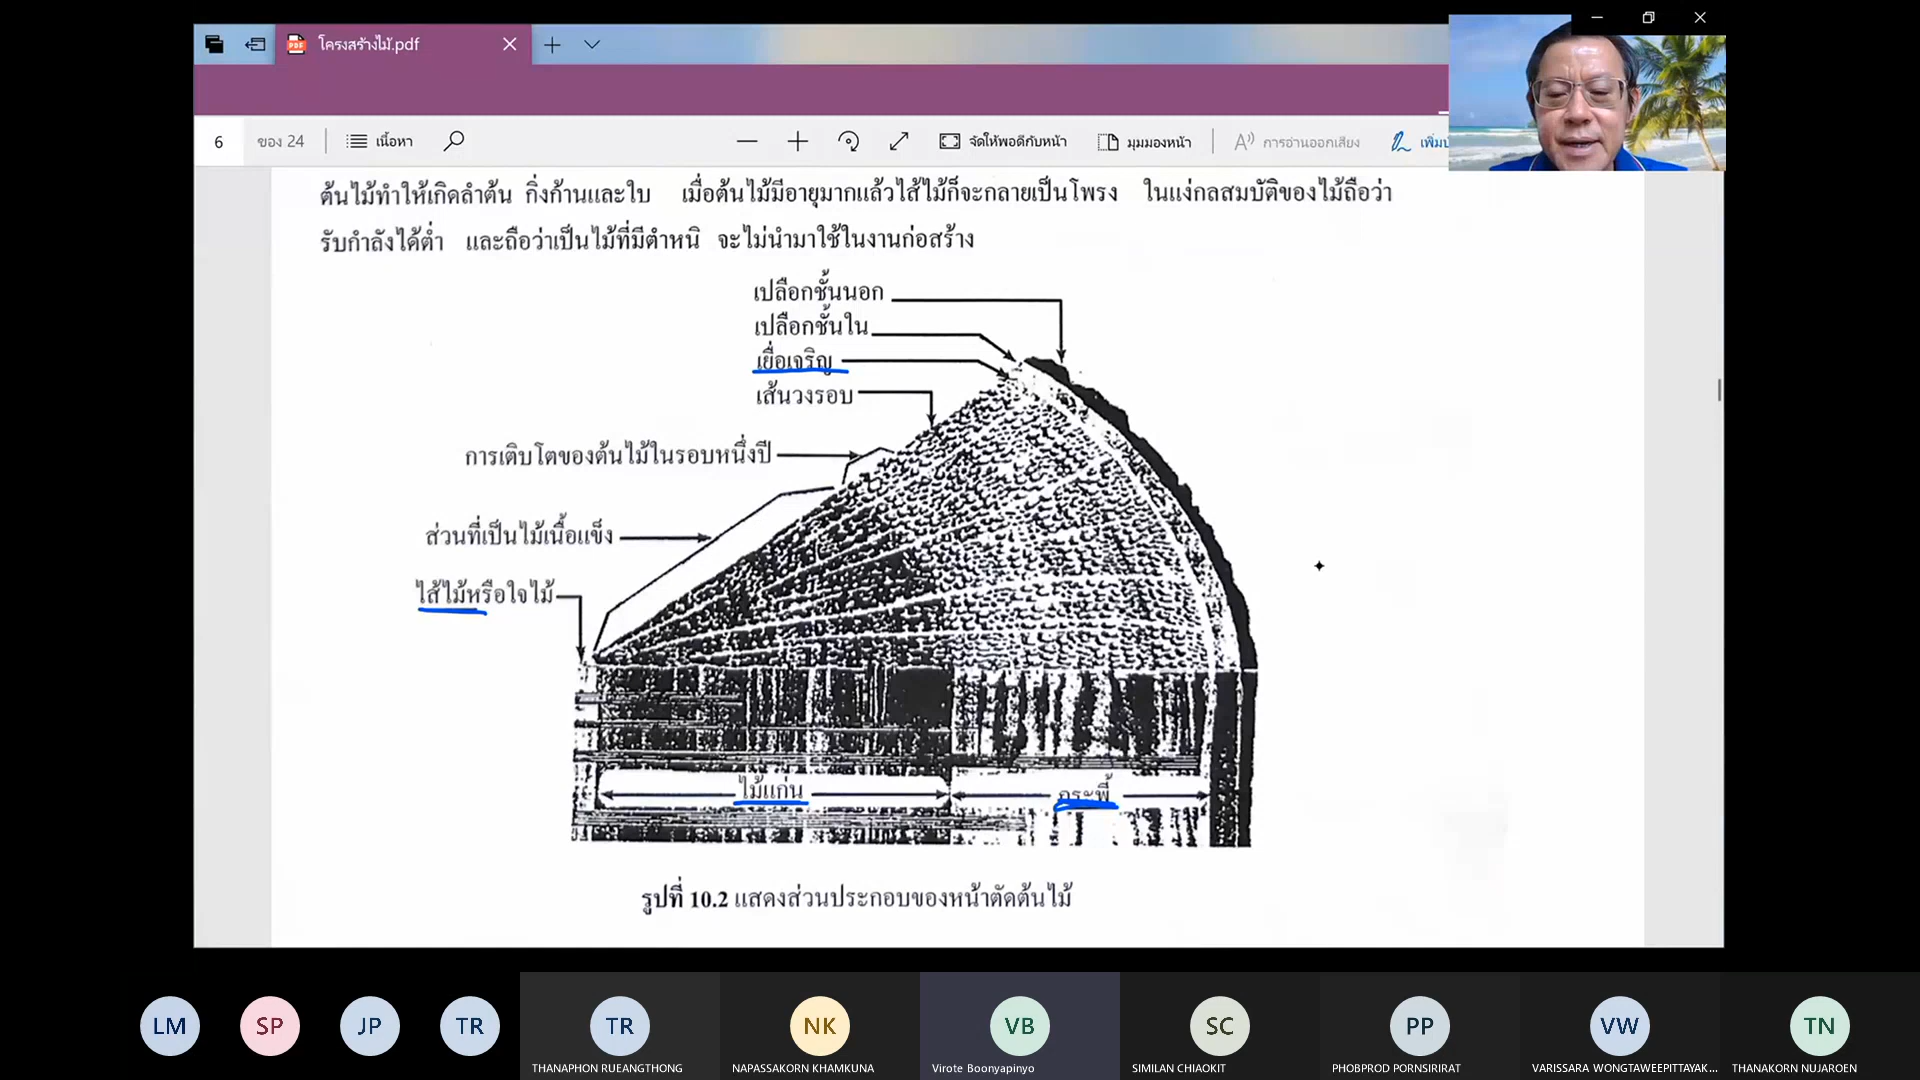 โครงสร้างไม้.pdf
6 ของ 24 เนื้อหา จัดให้พอดีกับหน้า มุมมองหน้า การอ่านออกเสียง
ต้นไม้ทำให้เกิดลำต้น กิ่งก้านและใบ เมื่อต้นไม้มีอายุมากแล้วไส้ไม้ก็จะกลายเป็นโพรง ในแง่กลสมบัติของไม้ถือว่า
รับกำลังได้ต่ำ และถือว่าเป็นไม้ที่มีตำหนิ จะไม่นำมาใช้ในงานก่อสร้าง
เปลือกชั้นนอก
เปลือกชั้นใน
เยื่อเจริญ
เส้นวงรอบ
การเติบโตของต้นไม้ในรอบหนึ่งปี
ส่วนที่เป็นไม้เนื้อแข็ง
ไส้ไม้หรือใจไม้
ไม้แก่น กระพี้
รูปที่ 10.2 แสดงส่วนประกอบของหน้าตัดต้นไม้
LM SP JP TR TR NK VB SC PP VW TN
THANAPHON RUEANGTHONG NAPASSAKORN KHAMKUNA Virote Boonyapinyo SIMILAN CHIAOKIT PHOBPROD PORNSIRIRAT VARISSARA WONGTAWEEPITTAYAK... THANAKORN NUJAROEN